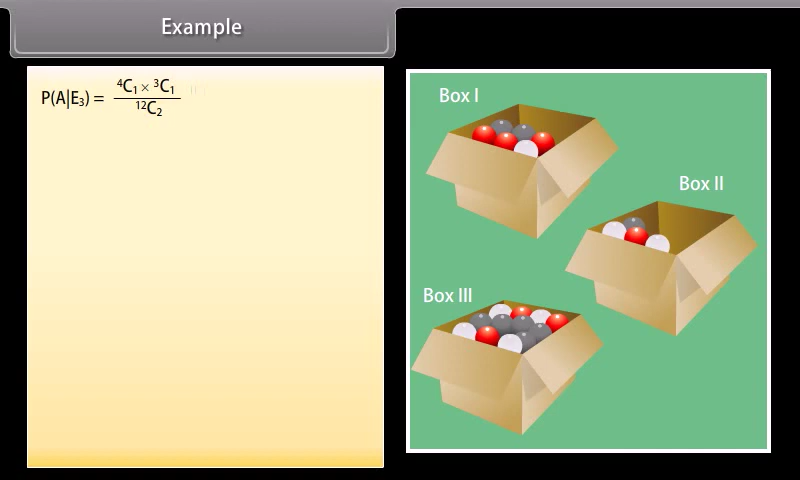 Example
P(A|E₃) = ⁴C₁ × ³C₁ / ¹²C₂
Box I
Box II
Box III